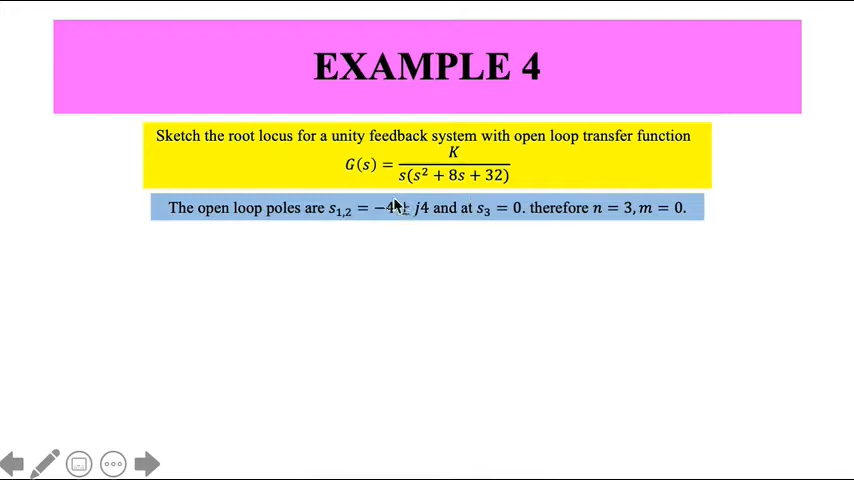 EXAMPLE 4
Sketch the root locus for a unity feedback system with open loop transfer function
G(s) = K / s(s² + 8s + 32)
The open loop poles are s₁,₂ = −4 ± j4 and at s₃ = 0. therefore n = 3, m = 0.